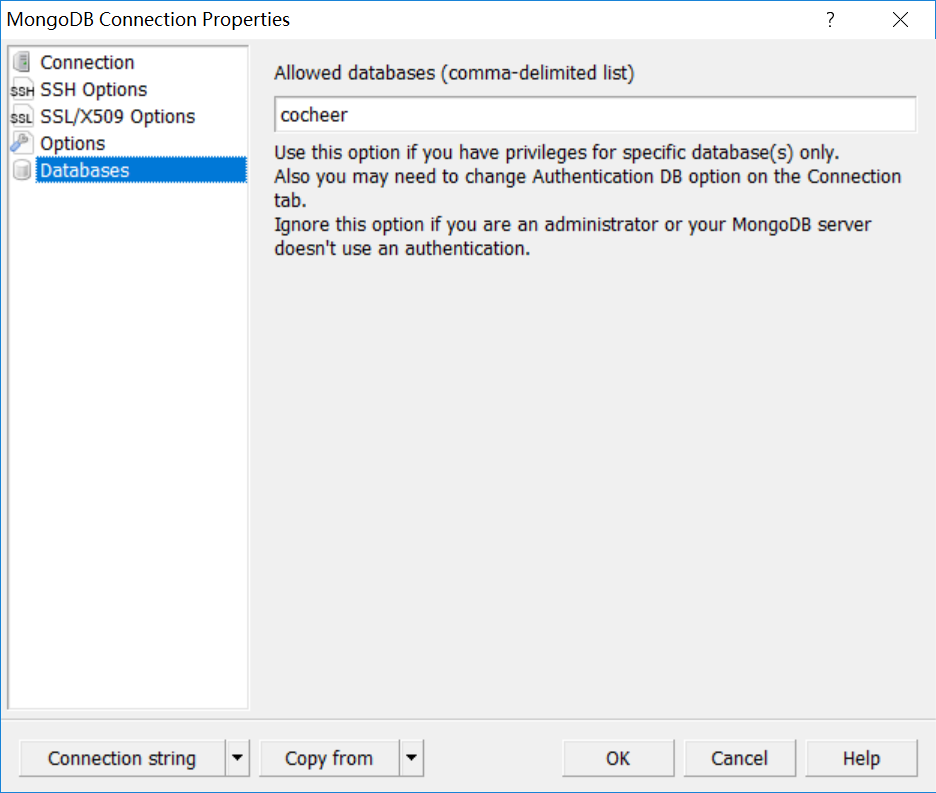 MongoDB Connection Properties
?
Connection
SSH SSH Options
SSL SSL/X509 Options
Options
Databases
Allowed databases (comma-delimited list)
cocheer
Use this option if you have privileges for specific database(s) only.
Also you may need to change Authentication DB option on the Connection
tab.
Ignore this option if you are an administrator or your MongoDB server
doesn't use an authentication.
Connection string
Copy from
OK
Cancel
Help